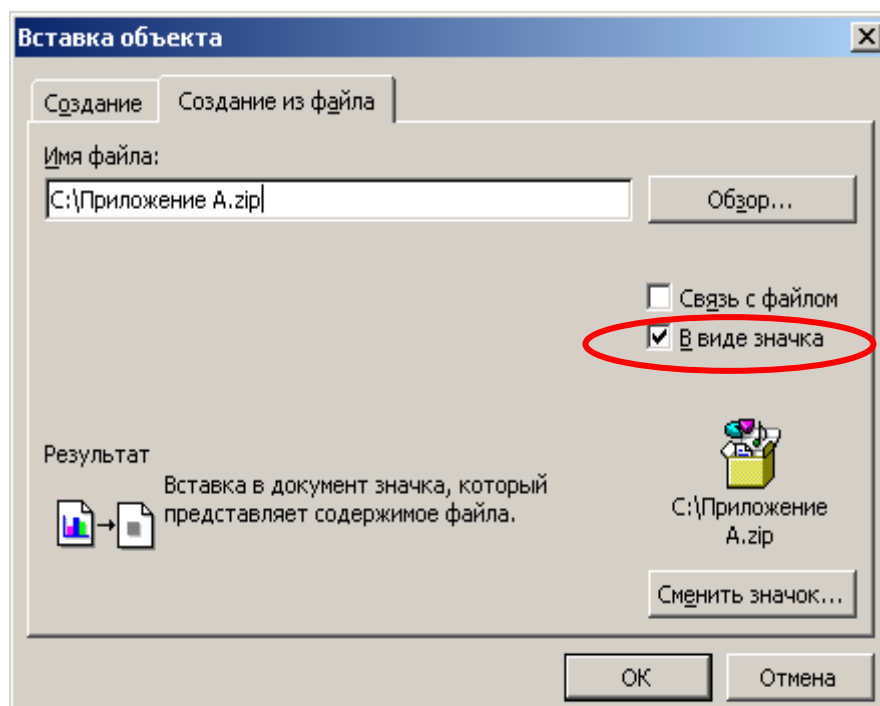 Вставка объекта
Создание
Создание из файла
Имя файла:
C:\Приложение A.zip
Обзор...
Связь с файлом
В виде значка
Результат
Вставка в документ значка, который
представляет содержимое файла.
C:\Приложение
A.zip
Сменить значок...
ОК
Отмена